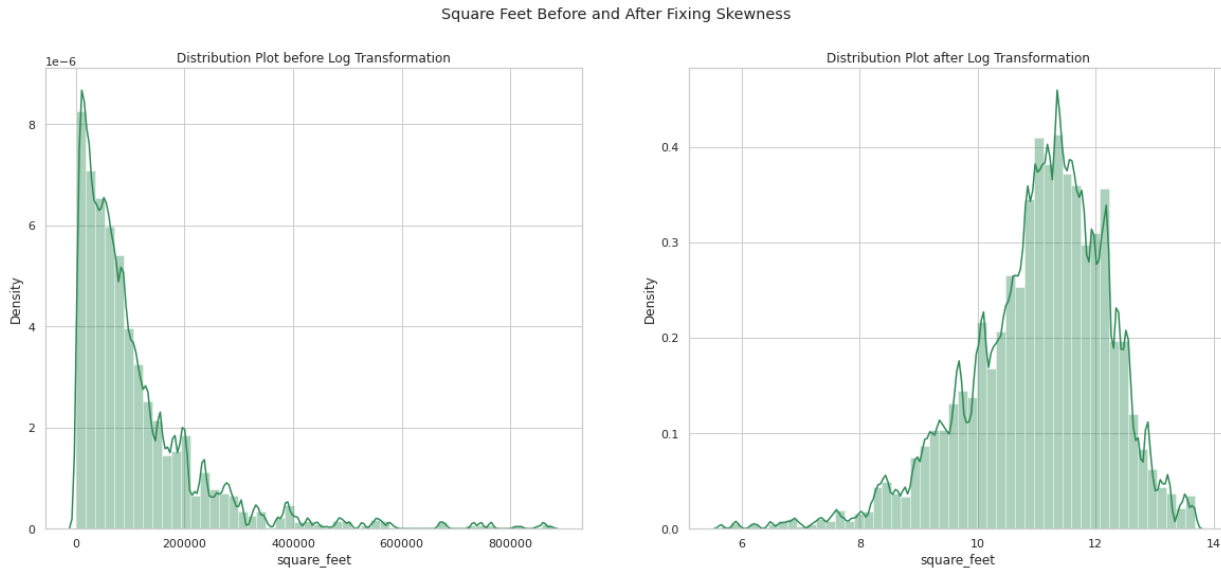 Square Feet Before and After Fixing Skewness
Distribution Plot before Log Transformation
1e−6
8
6
4
2
0
Density
0 200000 400000 600000 800000
square_feet
Distribution Plot after Log Transformation
0.4
0.3
0.2
0.1
0.0
Density
6 8 10 12 14
square_feet